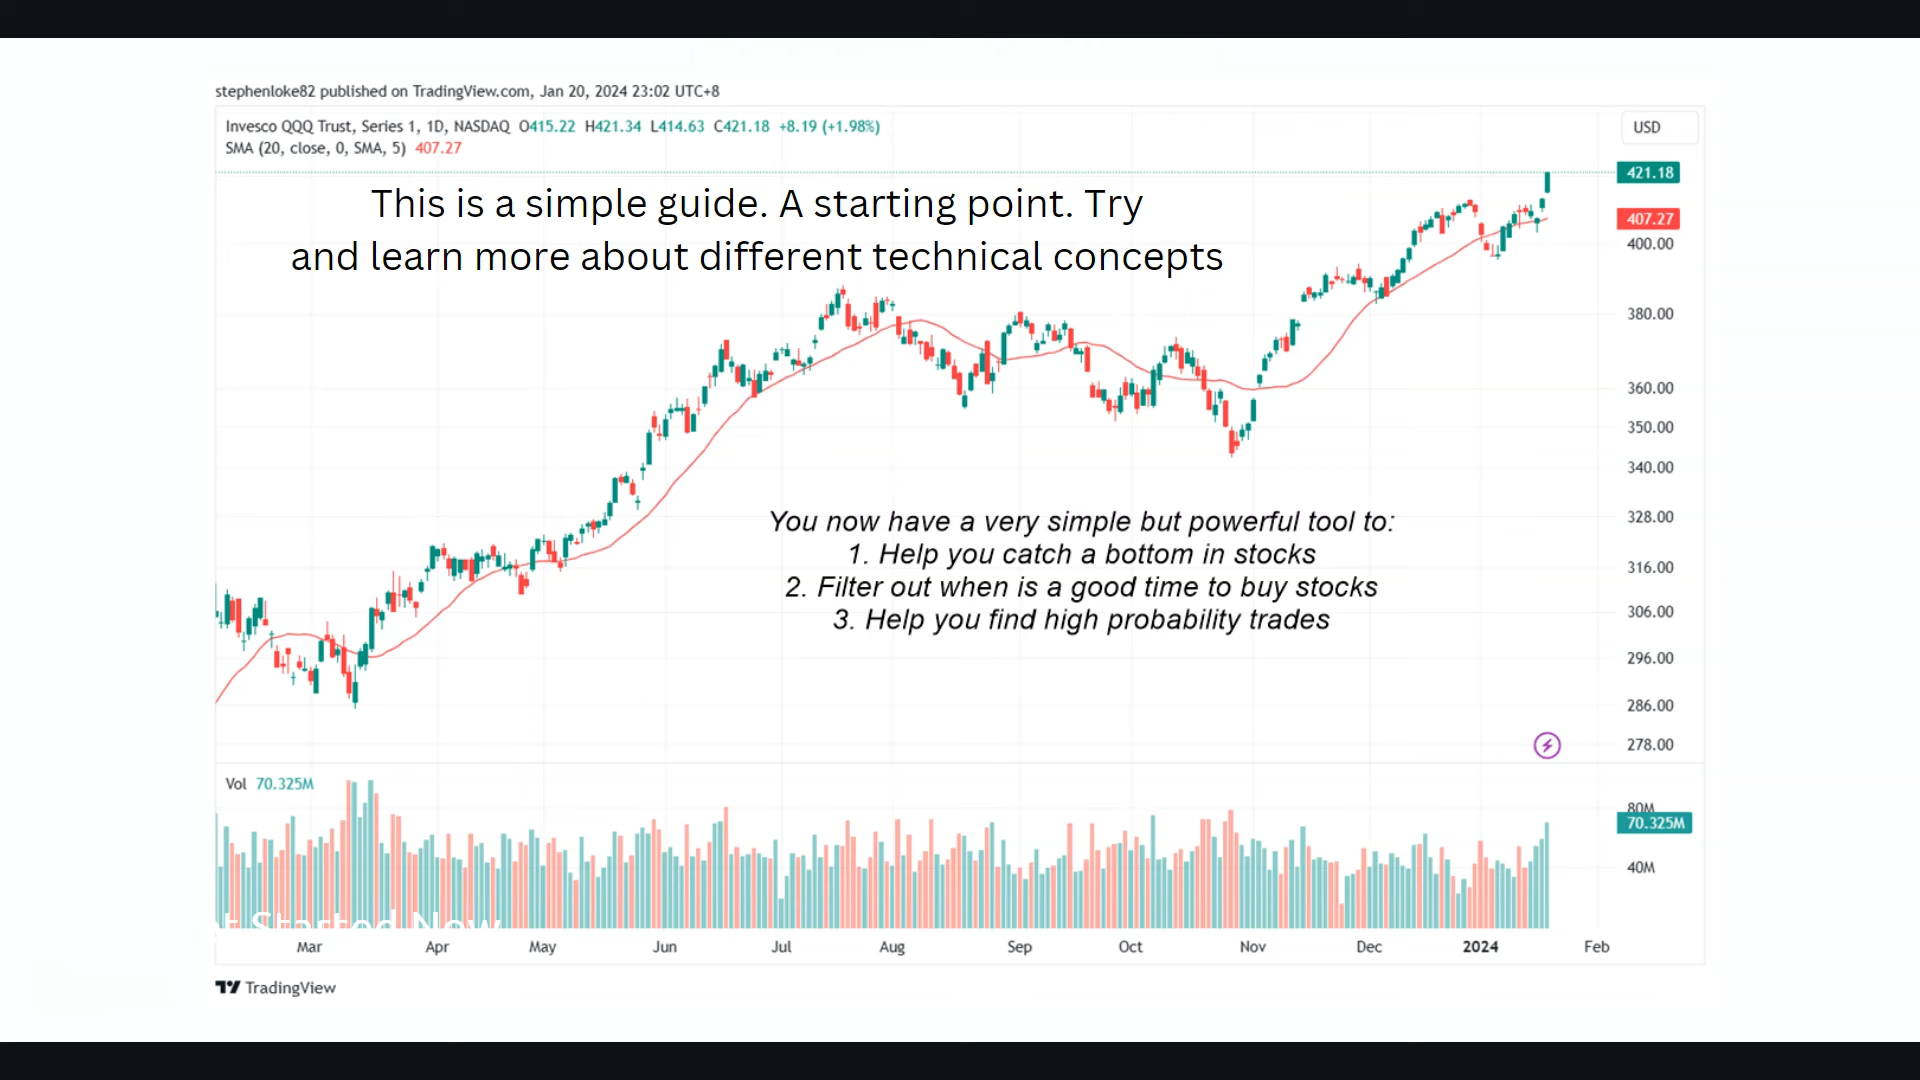 stephenloke82 published on TradingView.com, Jan 20, 2024 23:02 UTC+8
Invesco QQQ Trust, Series 1, 1D, NASDAQ O415.22 H421.34 L414.63 C421.18 +8.19 (+1.98%)
SMA (20, close, 0, SMA, 5) 407.27
USD
This is a simple guide. A starting point. Try
and learn more about different technical concepts
421.18
407.27
400.00
380.00
360.00
350.00
340.00
328.00
316.00
306.00
296.00
286.00
278.00
You now have a very simple but powerful tool to:
1. Help you catch a bottom in stocks
2. Filter out when is a good time to buy stocks
3. Help you find high probability trades
Vol 70.325M
80M
70.325M
40M
Started Now
Mar Apr May Jun Jul Aug Sep Oct Nov Dec 2024 Feb
TradingView